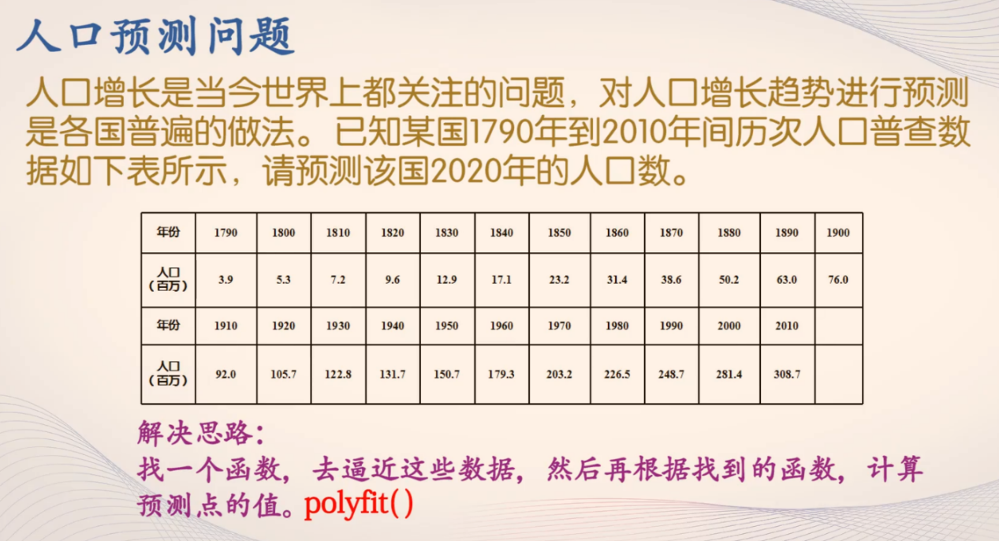 人口预测问题
人口增长是当今世界上都关注的问题，对人口增长趋势进行预测
是各国普遍的做法。已知某国1790年到2010年间历次人口普查数
据如下表所示，请预测该国2020年的人口数。
年份 1790 1800 1810 1820 1830 1840 1850 1860 1870 1880 1890 1900
人口
（百万） 3.9 5.3 7.2 9.6 12.9 17.1 23.2 31.4 38.6 50.2 63.0 76.0
年份 1910 1920 1930 1940 1950 1960 1970 1980 1990 2000 2010
人口
（百万） 92.0 105.7 122.8 131.7 150.7 179.3 203.2 226.5 248.7 281.4 308.7
解决思路：
找一个函数，去逼近这些数据，然后再根据找到的函数，计算
预测点的值。polyfit()